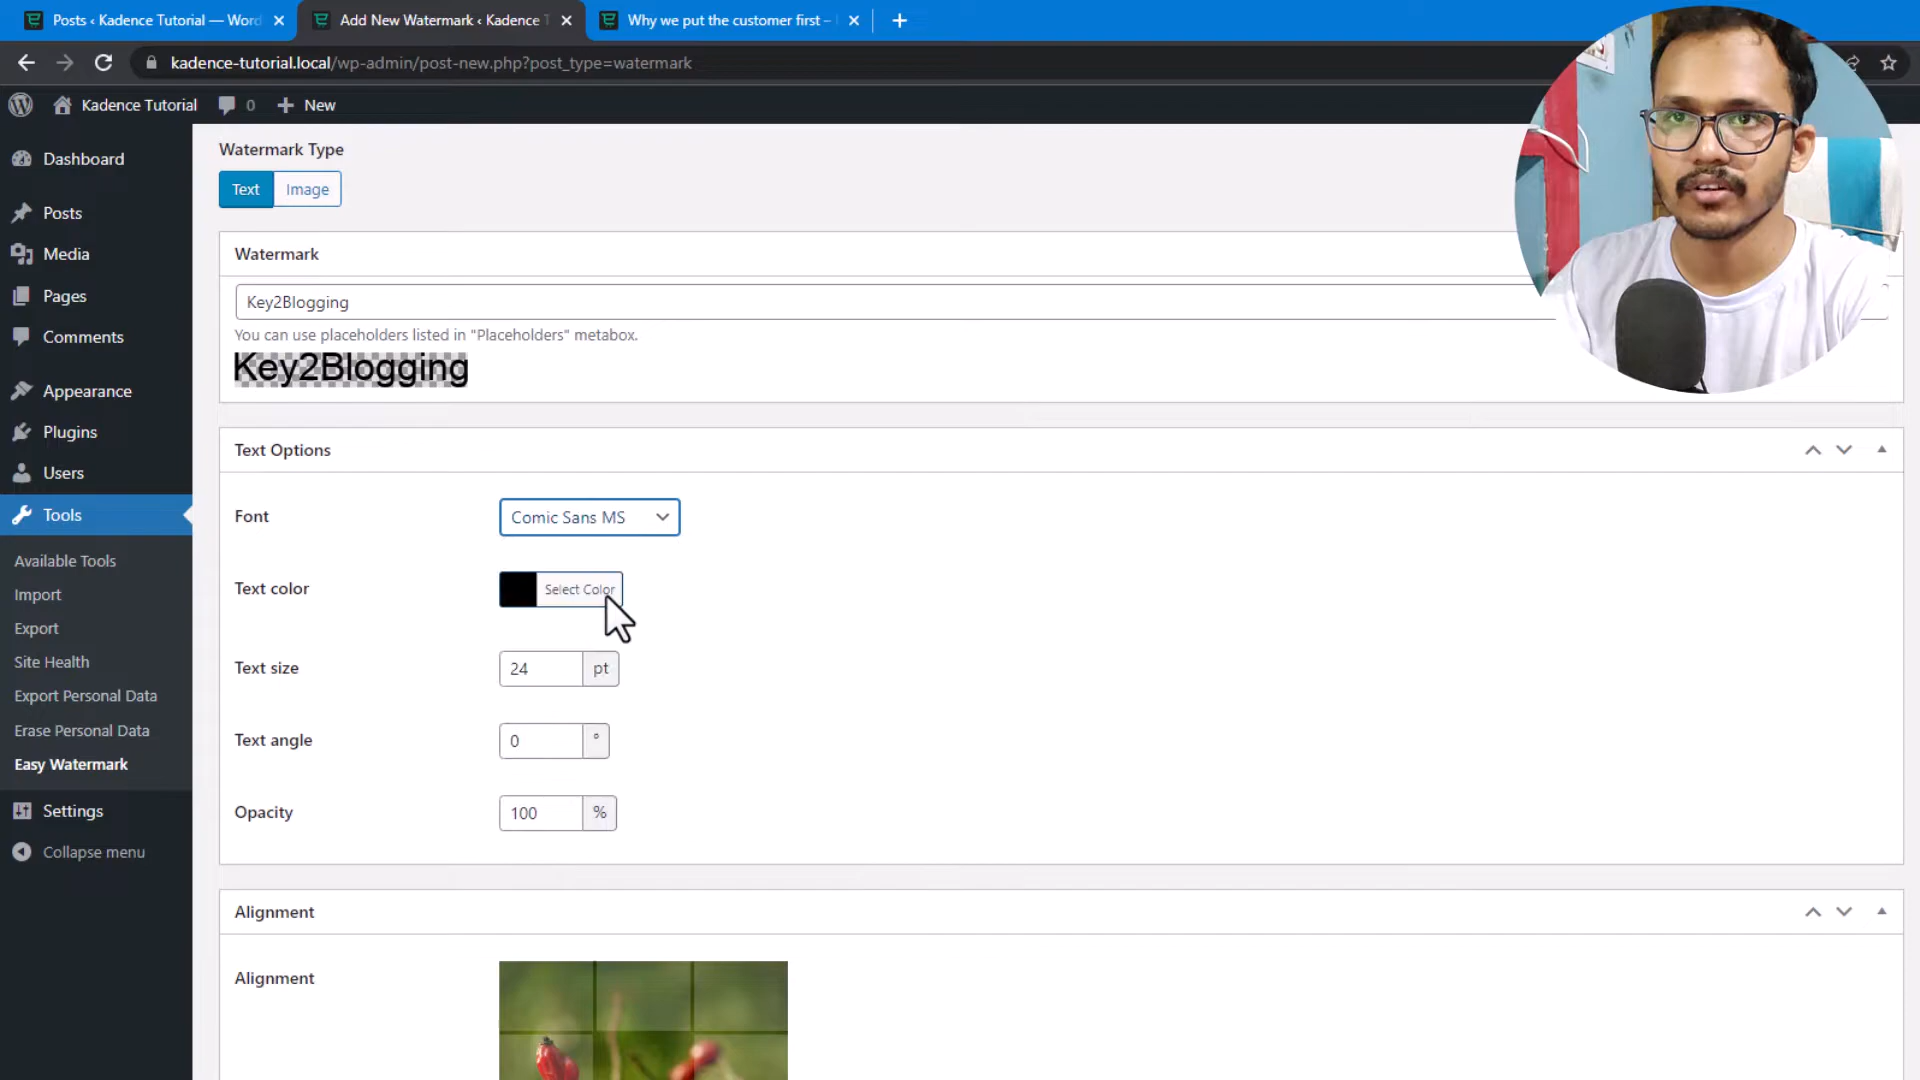 Posts ‹ Kadence Tutorial — Word
Add New Watermark ‹ Kadence T
Why we put the customer first –
kadence-tutorial.local/wp-admin/post-new.php?post_type=watermark
Kadence Tutorial
0
New
Dashboard
Posts
Media
Pages
Comments
Appearance
Plugins
Users
Tools
Available Tools
Import
Export
Site Health
Export Personal Data
Erase Personal Data
Easy Watermark
Settings
Collapse menu
Watermark Type
Text
Image
Watermark
Key2Blogging
You can use placeholders listed in "Placeholders" metabox.
Key2Blogging
Text Options
Font
Comic Sans MS
Text color
Select Color
Text size
24
pt
Text angle
0
°
Opacity
100
%
Alignment
Alignment